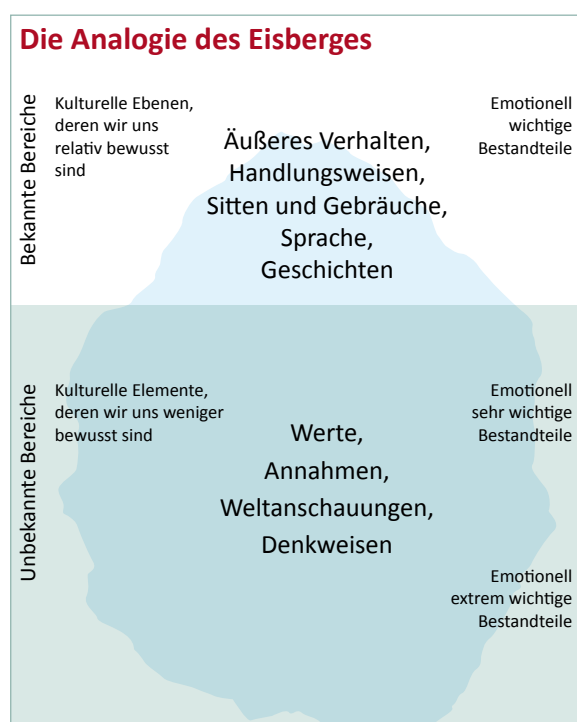 Die Analogie des Eisberges
Bekannte Bereiche
Kulturelle Ebenen,
deren wir uns
relativ bewusst
sind
Äußeres Verhalten,
Handlungsweisen,
Sitten und Gebräuche,
Sprache,
Geschichten
Emotionell
wichtige
Bestandteile
Unbekannte Bereiche
Kulturelle Elemente,
deren wir uns weniger
bewusst sind
Werte,
Annahmen,
Weltanschauungen,
Denkweisen
Emotionell
sehr wichtige
Bestandteile
Emotionell
extrem wichtige
Bestandteile